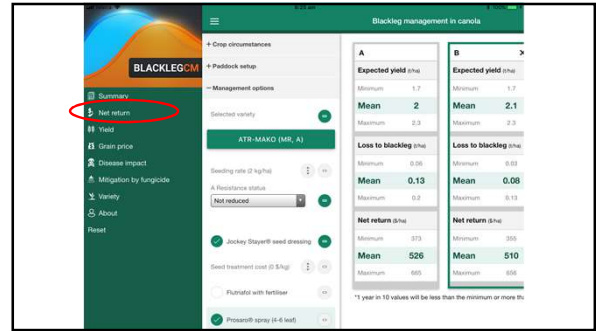 8:25 am
Blackleg management in canola
BLACKLEGCM
Summary
Net return
Yield
Grain price
Disease impact
Mitigation by fungicide
Variety
About
Reset
+ Crop circumstances
+ Paddock setup
− Management options
Selected variety
ATR-MAKO (MR, A)
Seeding rate (2 kg/ha)
A Resistance status
Not reduced
Jockey Stayer® seed dressing
Seed treatment cost (0 $/kg)
Flutriafol with fertiliser
Prosaro® spray (4-6 leaf)
A
Expected yield (t/ha)
Minimum 1.7
Mean 2
Maximum 2.3
Loss to blackleg (t/ha)
Minimum 0.06
Mean 0.13
Maximum 0.2
Net return ($/ha)
Minimum 373
Mean 526
Maximum 665
B X
Expected yield (t/ha)
Minimum 1.7
Mean 2.1
Maximum 2.3
Loss to blackleg (t/ha)
Minimum 0.03
Mean 0.08
Maximum 0.13
Net return ($/ha)
Minimum 355
Mean 510
Maximum 656
*1 year in 10 values will be less than the minimum or more th